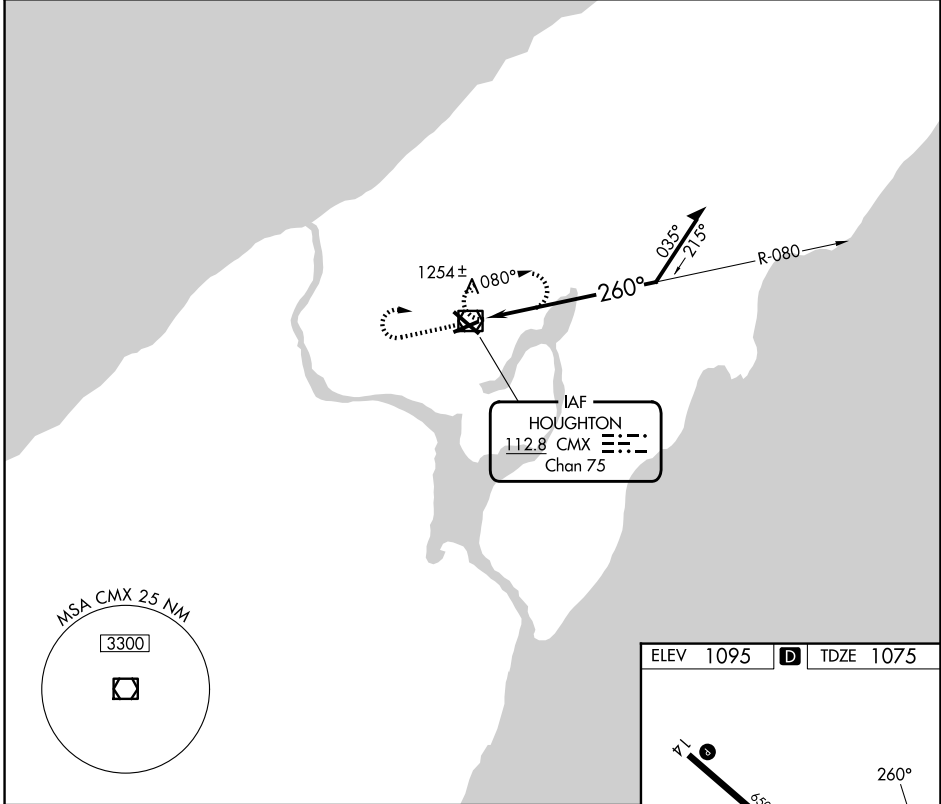 035°
215°
R-080
1254 ±
080°
260°
IAF
HOUGHTON
112.8 CMX
Chan 75
MSA CMX 25 NM
3300
ELEV 1095 D TDZE 1075
14
P
260°